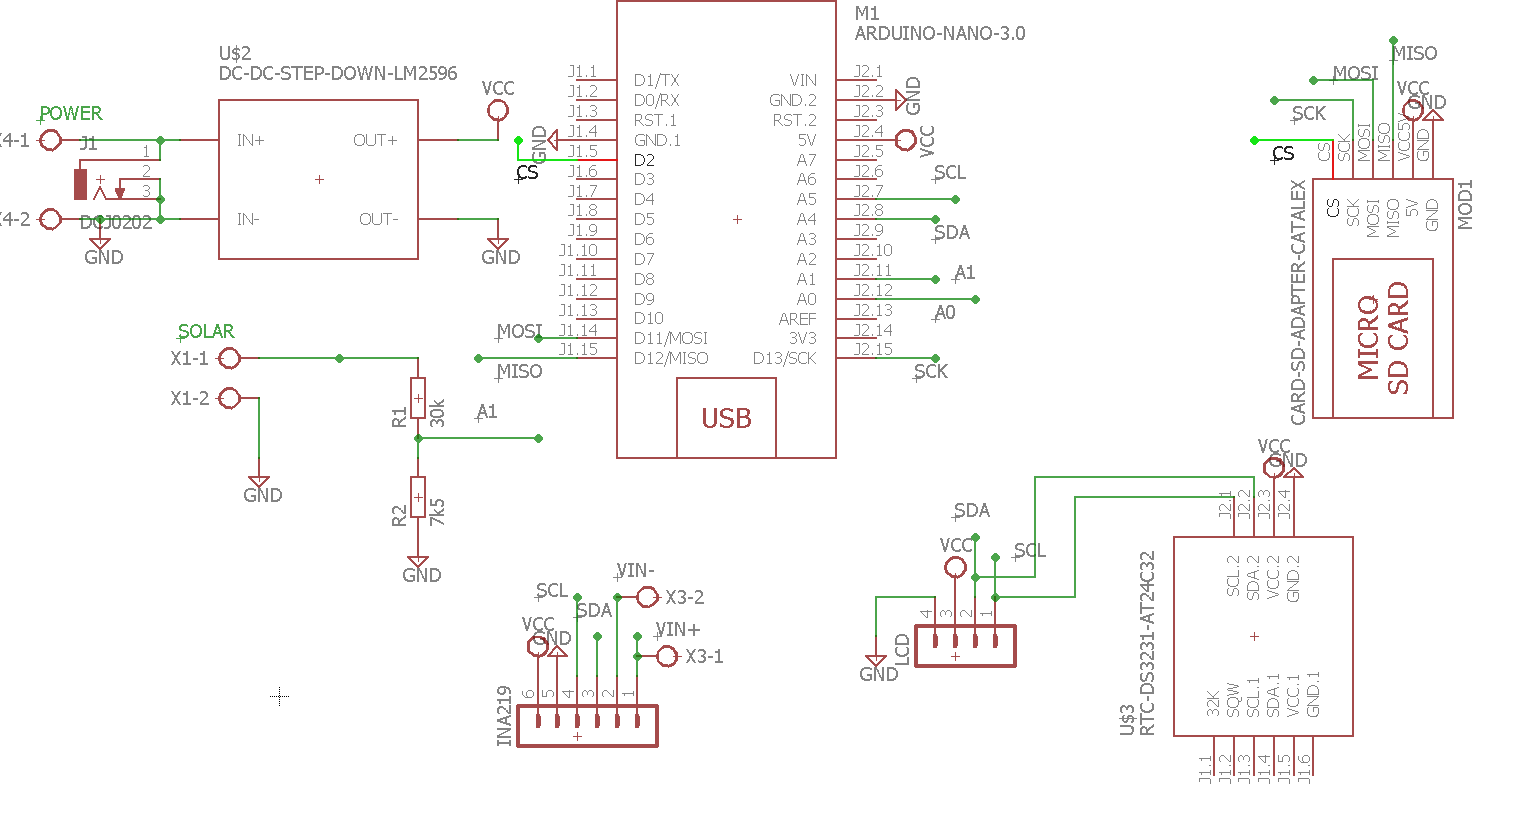 U$2
DC-DC-STEP-DOWN-LM2596
POWER
X4-1
J1
1
2
3
X4-2
DCJ0202
GND
IN+
IN-
OUT+
OUT-
VCC
GND
GND
CS
M1
ARDUINO-NANO-3.0
J1.1
J1.2
J1.3
J1.4
J1.5
J1.6
J1.7
J1.8
J1.9
J1.10
J1.11
J1.12
J1.13
J1.14
J1.15
D1/TX
D0/RX
RST.1
GND.1
D2
D3
D4
D5
D6
D7
D8
D9
D10
D11/MOSI
D12/MISO
VIN
GND.2
RST.2
5V
A7
A6
A5
A4
A3
A2
A1
A0
AREF
3V3
D13/SCK
J2.1
J2.2
J2.3
J2.4
J2.5
J2.6
J2.7
J2.8
J2.9
J2.10
J2.11
J2.12
J2.13
J2.14
J2.15
USB
GND
VCC
SCL
SDA
A1
A0
SCK
MOSI
MISO
SOLAR
X1-1
X1-2
GND
R1
30k
A1
R2
7k5
GND
MISO
MOSI
SCK
CS
VCC
GND
CS
SCK
MOSI
MISO
VCC5V
GND
CS
SCK
MOSI
MISO
5V
GND
MOD1
CARD-SD-ADAPTER-CATALEX
MICRO
SD CARD
SCL
SDA
VIN-
X3-2
VIN+
X3-1
VCC
GND
6
5
4
3
2
1
INA219
SDA
SCL
VCC
4
3
2
1
LCD
GND
VCC
GND
J2.1
J2.2
J2.3
J2.4
SCL.2
SDA.2
VCC.2
GND.2
U$3
RTC-DS3231-AT24C32
32K
SQW
SCL.1
SDA.1
VCC.1
GND.1
J1.1
J1.2
J1.3
J1.4
J1.5
J1.6